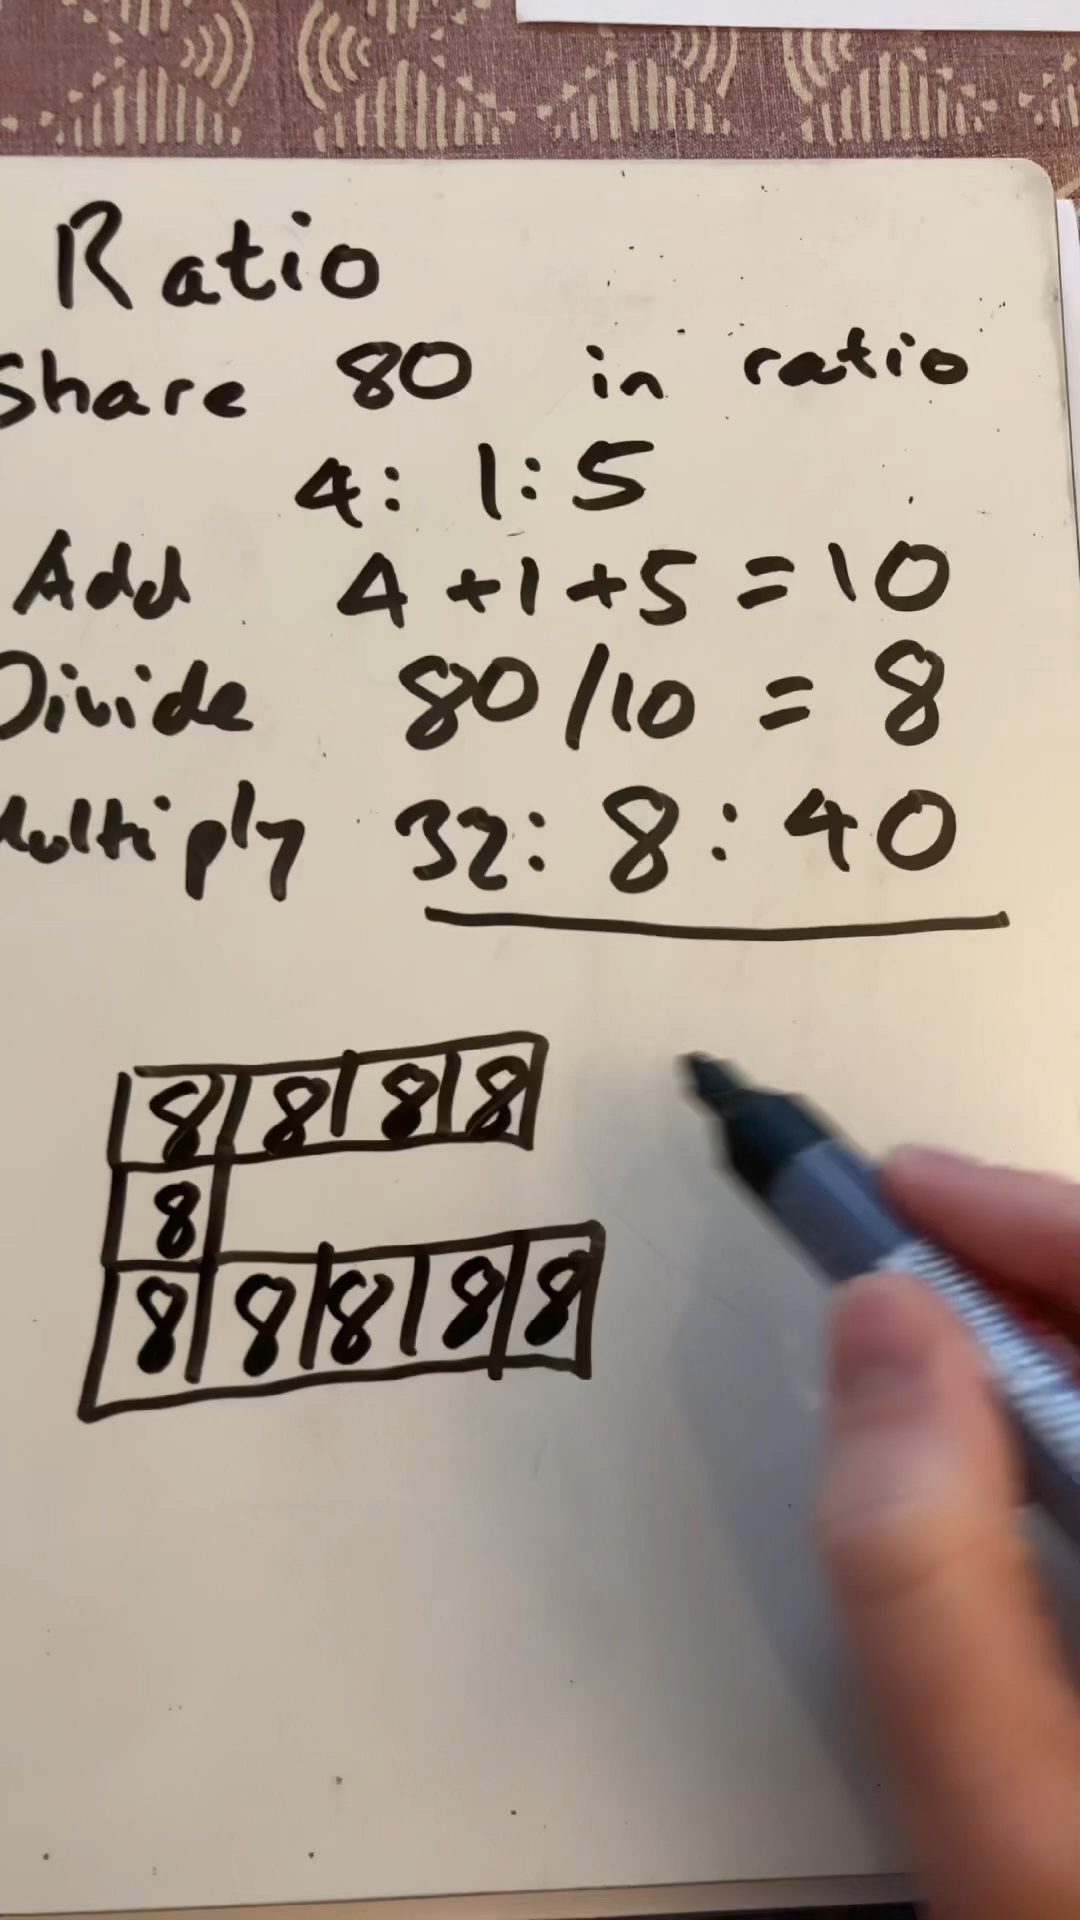 Ratio
Share 80 in ratio
4: 1:5
Add 4+1+5=10
Divide 80/10 = 8
Multiply 32: 8: 40
8 8 8 8
8
8 8 8 8 8